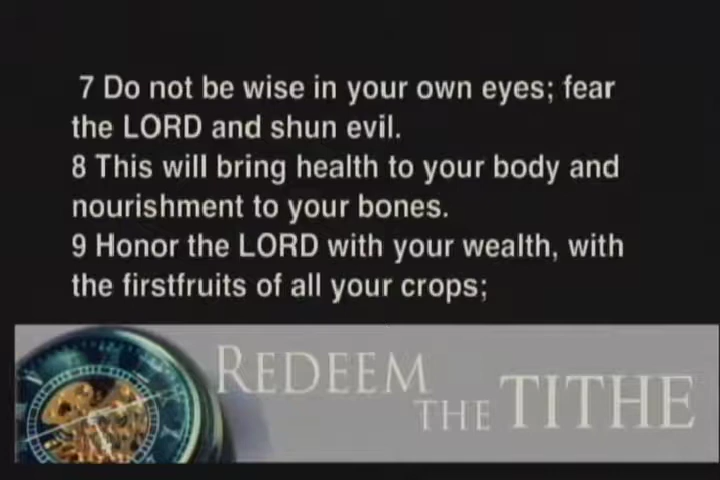 7 Do not be wise in your own eyes; fear
the LORD and shun evil.
8 This will bring health to your body and
nourishment to your bones.
9 Honor the LORD with your wealth, with
the firstfruits of all your crops;
REDEEM
THE TITHE